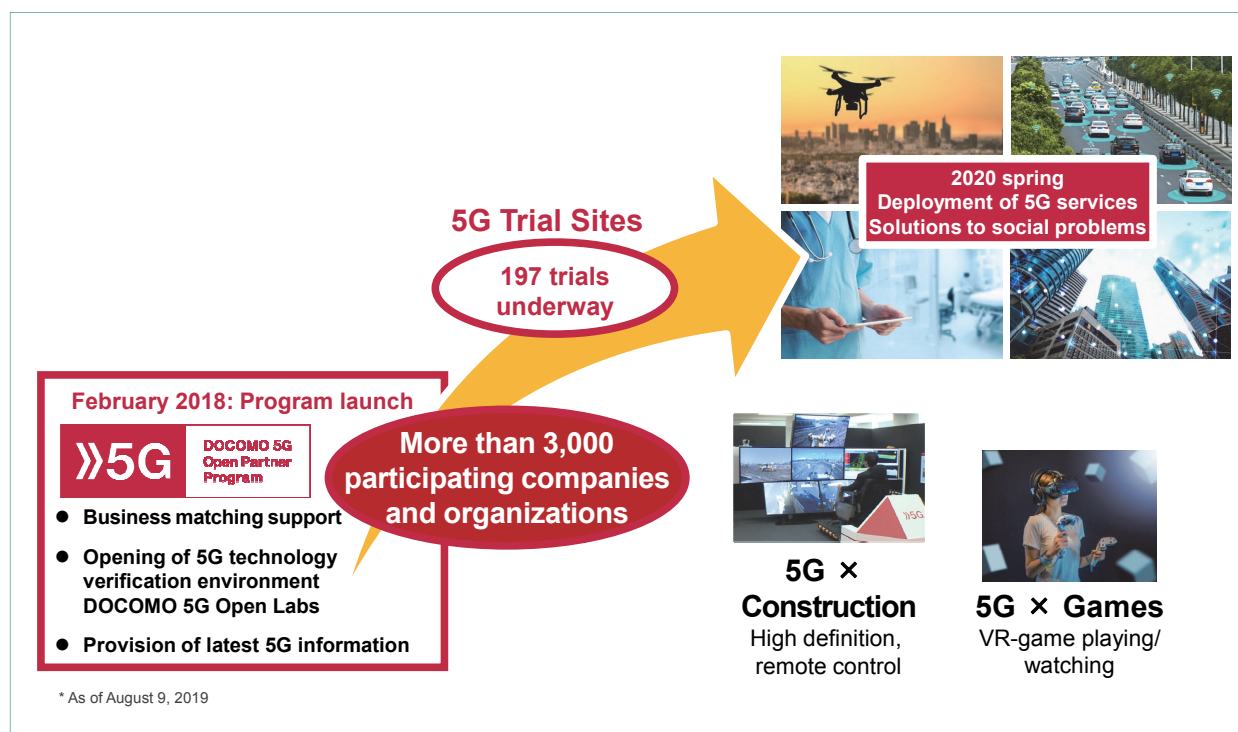 2020 spring
Deployment of 5G services
Solutions to social problems
5G Trial Sites
197 trials
underway
February 2018: Program launch
5G
DOCOMO 5G
Open Partner
Program
More than 3,000
participating companies
and organizations
● Business matching support
● Opening of 5G technology
verification environment
DOCOMO 5G Open Labs
● Provision of latest 5G information
* As of August 9, 2019
5G
5G ×
Construction
High definition,
remote control
5G × Games
VR-game playing/
watching